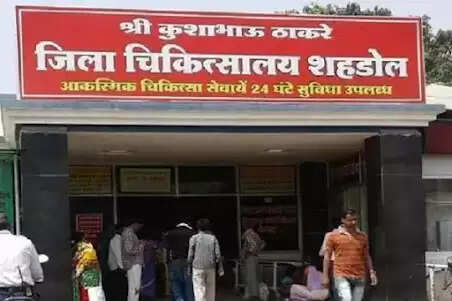 श्री कुशाभाऊ ठाकरे
जिला चिकित्सालय शहडोल
आकस्मिक चिकित्सा सेवायें 24 घंटे सुविधा उपलब्ध